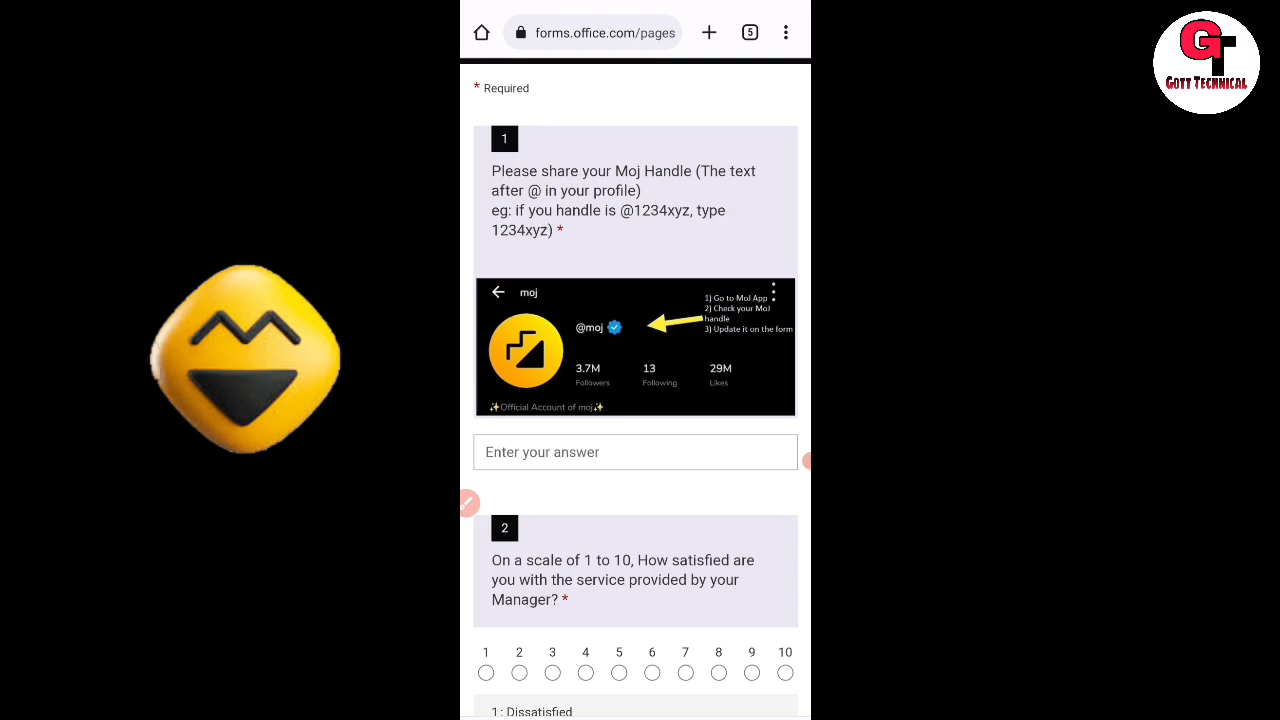 forms.office.com/pages
5
GT
GOTT TECHNICAL
* Required
1
Please share your Moj Handle (The text
after @ in your profile)
eg: if you handle is @1234xyz, type
1234xyz) *
moj
@moj
3.7M
13
29M
Followers
Following
Likes
✨Official Account of moj✨
1) Go to MoJ App
2) Check your MoJ
handle
3) Update it on the form
Enter your answer
2
On a scale of 1 to 10, How satisfied are
you with the service provided by your
Manager? *
1 2 3 4 5 6 7 8 9 10
1: Dissatisfied